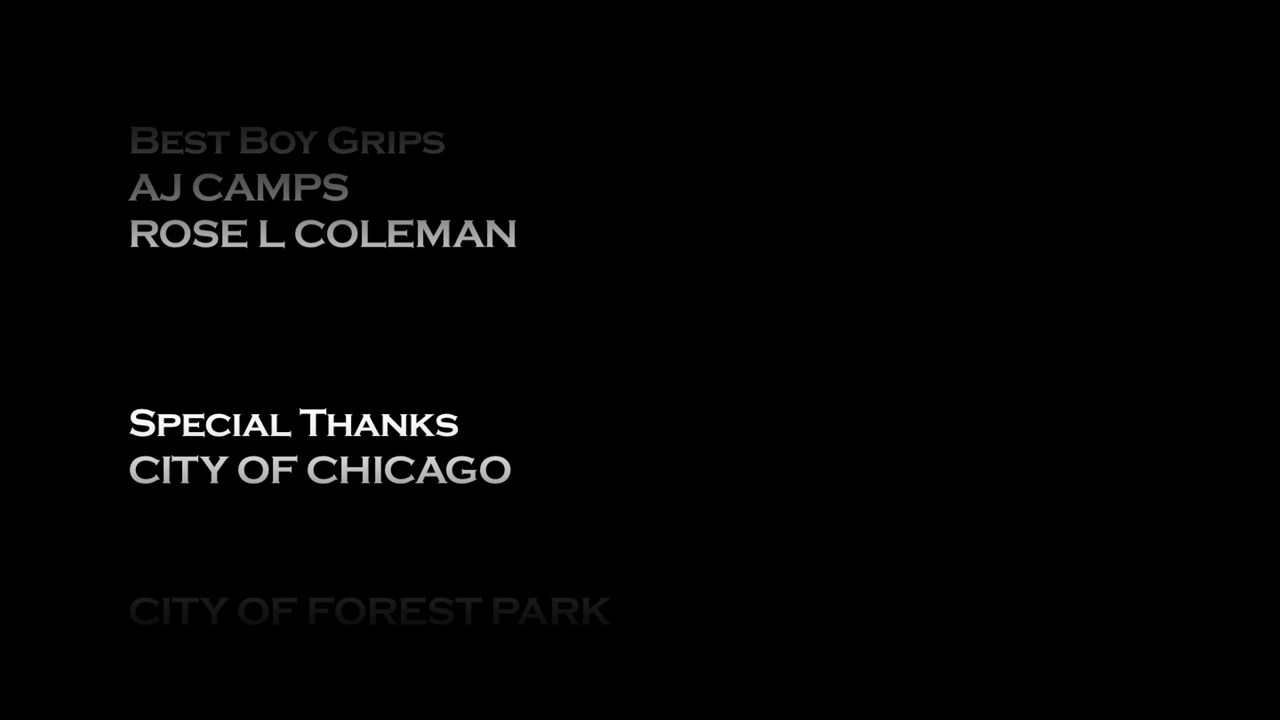 Best Boy Grips
AJ CAMPS
ROSE L COLEMAN
Special Thanks
CITY OF CHICAGO
CITY OF FOREST PARK